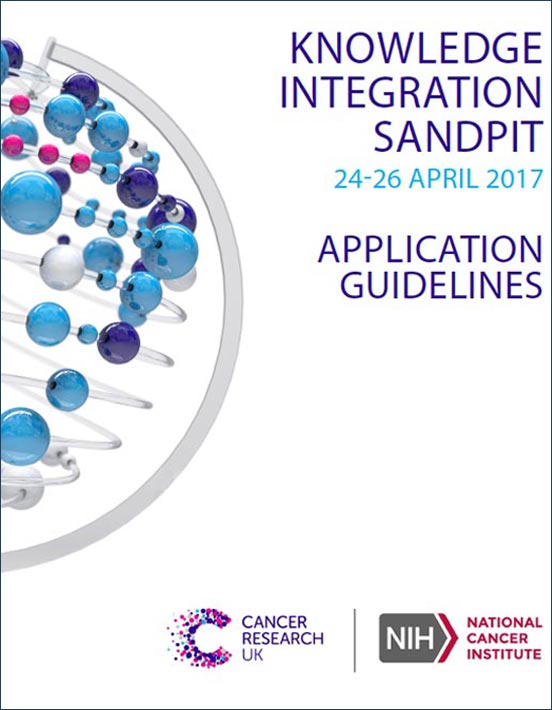 KNOWLEDGE
INTEGRATION
SANDPIT
24-26 APRIL 2017
APPLICATION
GUIDELINES
CANCER
RESEARCH
UK
NIH
NATIONAL
CANCER
INSTITUTE